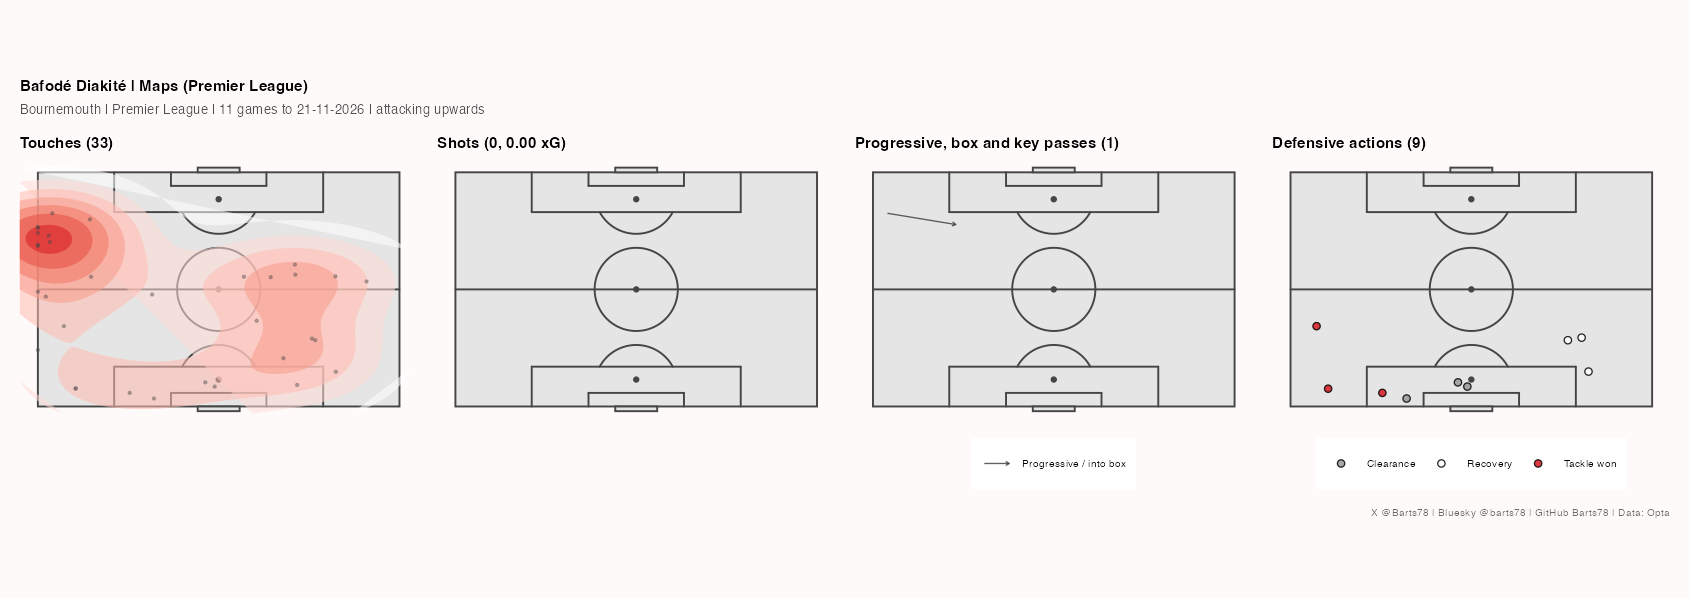 Bafodé Diakité | Maps (Premier League)
Bournemouth | Premier League | 11 games to 21-11-2026 | attacking upwards
Touches (33)
Shots (0, 0.00 xG)
Progressive, box and key passes (1)
Defensive actions (9)
Progressive / into box
Clearance
Recovery
Tackle won
X @Barts78 | Bluesky @barts78 | GitHub Barts78 | Data: Opta